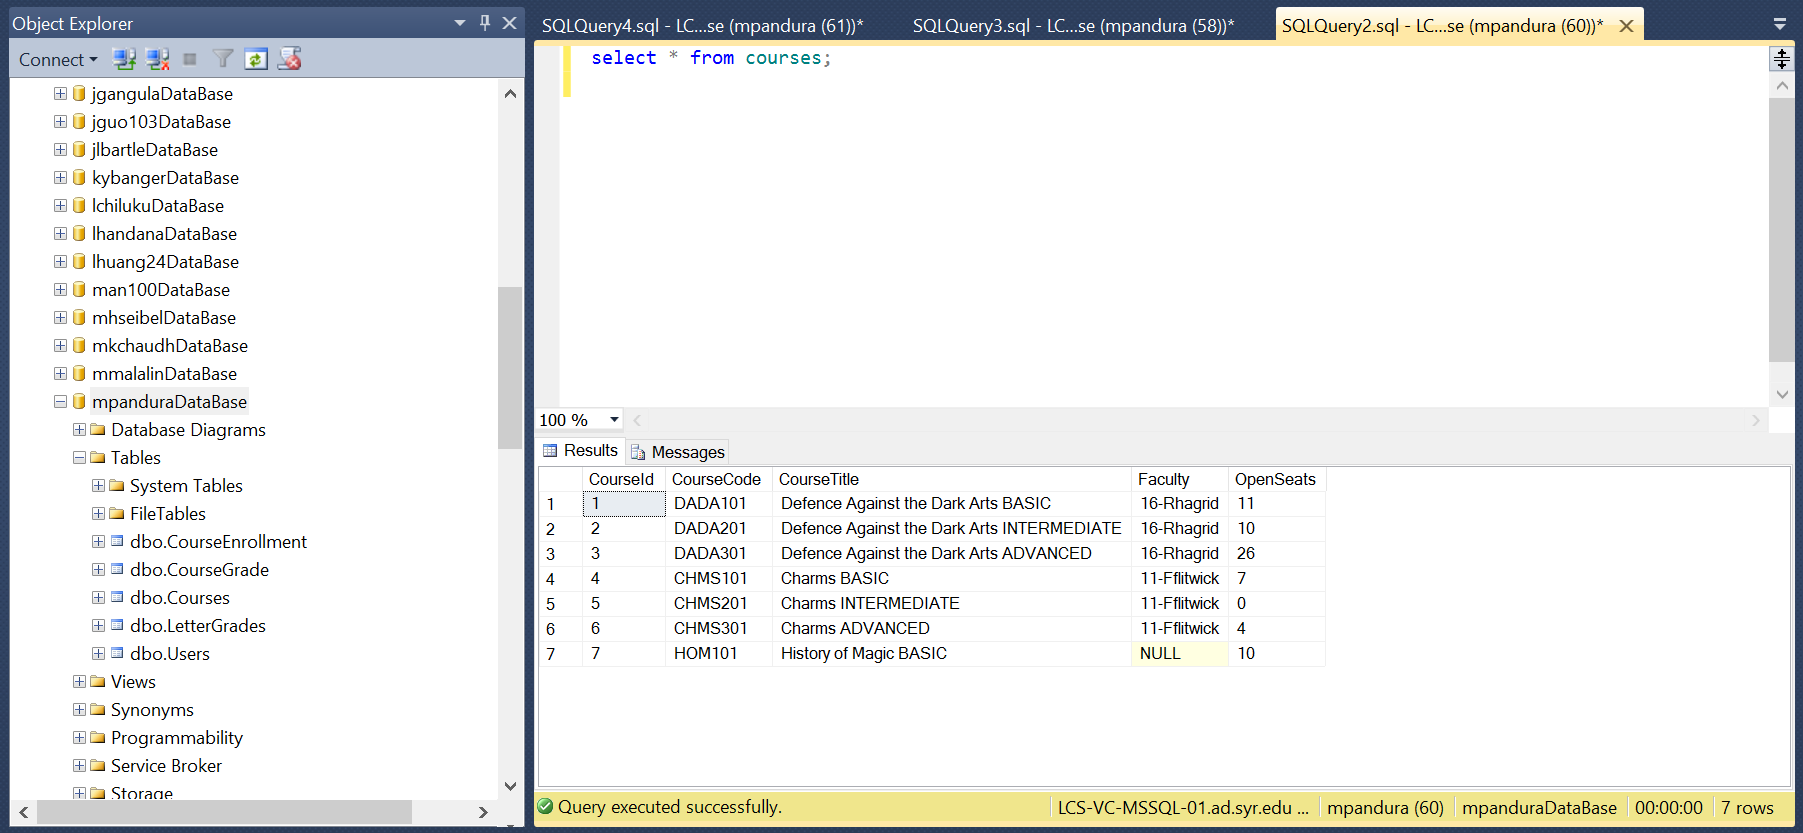 Object Explorer
Connect
jgangulaDataBase
jguo103DataBase
jlbartleDataBase
kybangerDataBase
lchilukuDataBase
lhandanaDataBase
lhuang24DataBase
man100DataBase
mhseibelDataBase
mkchaudhDataBase
mmalalinDataBase
mpanduraDataBase
Database Diagrams
Tables
System Tables
FileTables
dbo.CourseEnrollment
dbo.CourseGrade
dbo.Courses
dbo.LetterGrades
dbo.Users
Views
Synonyms
Programmability
Service Broker
Storage
SQLQuery4.sql - LC...se (mpandura (61))* SQLQuery3.sql - LC...se (mpandura (58))* SQLQuery2.sql - LC...se (mpandura (60))*
select * from courses;
100 %
Results Messages
CourseId CourseCode CourseTitle Faculty OpenSeats
1 1 DADA101 Defence Against the Dark Arts BASIC 16-Rhagrid 11
2 2 DADA201 Defence Against the Dark Arts INTERMEDIATE 16-Rhagrid 10
3 3 DADA301 Defence Against the Dark Arts ADVANCED 16-Rhagrid 26
4 4 CHMS101 Charms BASIC 11-Fflitwick 7
5 5 CHMS201 Charms INTERMEDIATE 11-Fflitwick 0
6 6 CHMS301 Charms ADVANCED 11-Fflitwick 4
7 7 HOM101 History of Magic BASIC NULL 10
Query executed successfully. LCS-VC-MSSQL-01.ad.syr.edu ... mpandura (60) mpanduraDataBase 00:00:00 7 rows